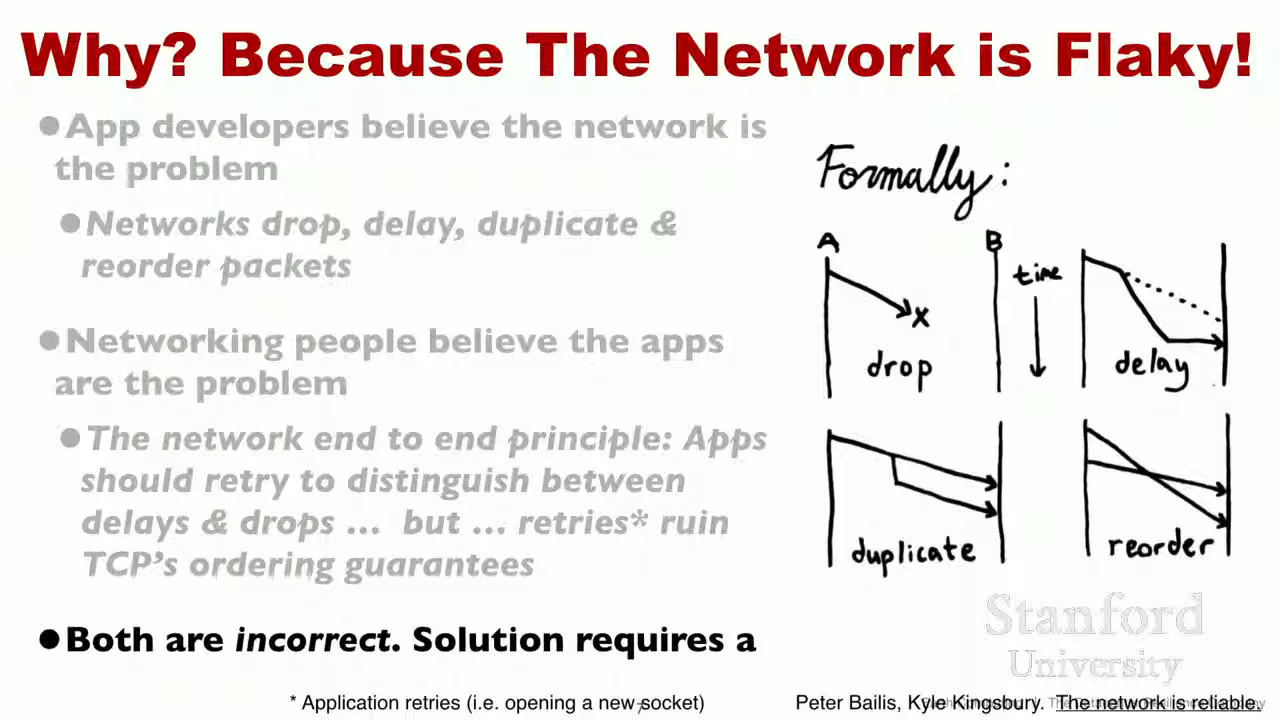 Why? Because The Network is Flaky!
●App developers believe the network is
the problem
●Networks drop, delay, duplicate &
reorder packets
●Networking people believe the apps
are the problem
●The network end to end principle: Apps
should retry to distinguish between
delays & drops ... but ... retries* ruin
TCP's ordering guarantees
●Both are incorrect. Solution requires a
Formally:
A
B
time
drop
delay
duplicate
reorder
Stanford
University
* Application retries (i.e. opening a new socket)
7
Peter Bailis, Kyle Kingsbury. The network is reliable.